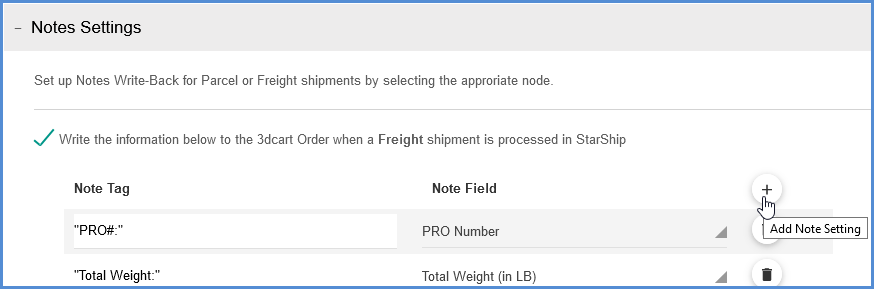 Notes Settings
Set up Notes Write-Back for Parcel or Freight shipments by selecting the approriate node.
Write the information below to the 3dcart Order when a Freight shipment is processed in StarShip
Note Tag Note Field
"PRO#:" PRO Number
Add Note Setting
"Total Weight:" Total Weight (in LB)